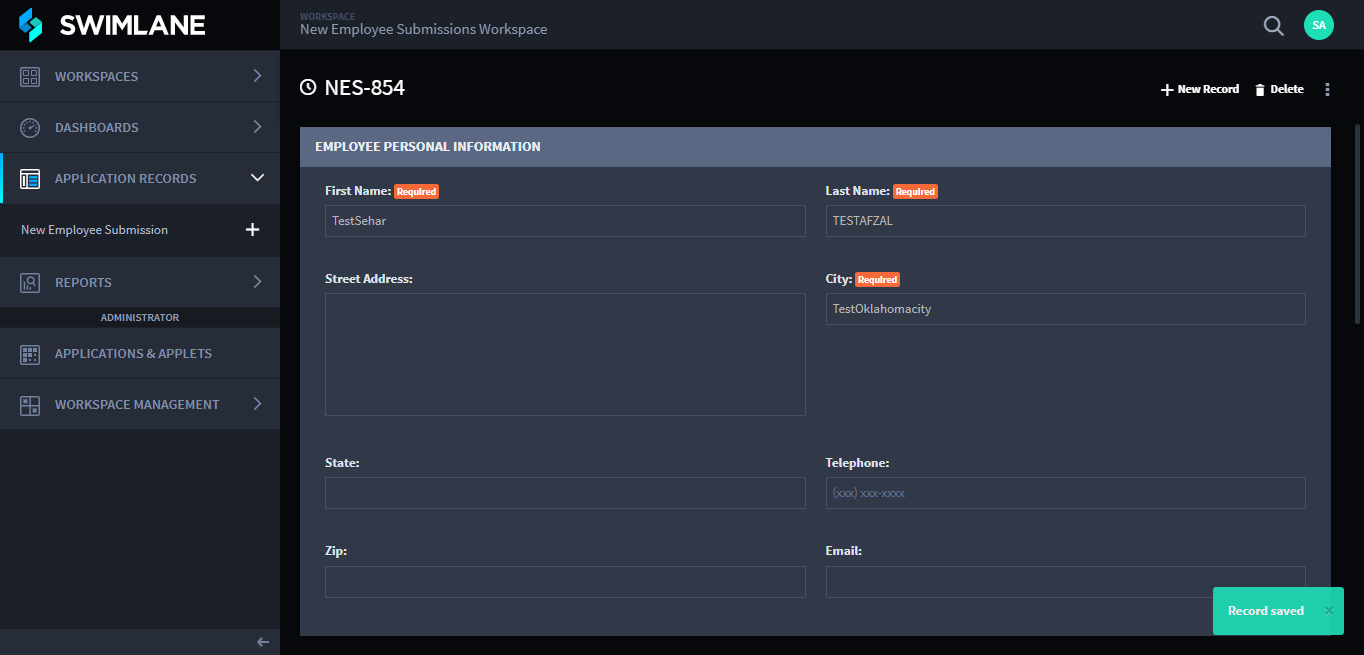 SWIMLANE
WORKSPACE
New Employee Submissions Workspace
SA
WORKSPACES
DASHBOARDS
APPLICATION RECORDS
New Employee Submission
REPORTS
ADMINISTRATOR
APPLICATIONS & APPLETS
WORKSPACE MANAGEMENT
NES-854
New Record
Delete
EMPLOYEE PERSONAL INFORMATION
First Name: Required
Last Name: Required
TestSehar
TESTAFZAL
Street Address:
City: Required
TestOklahomacity
State:
Telephone:
(xxx) xxx-xxxx
Zip:
Email:
Record saved